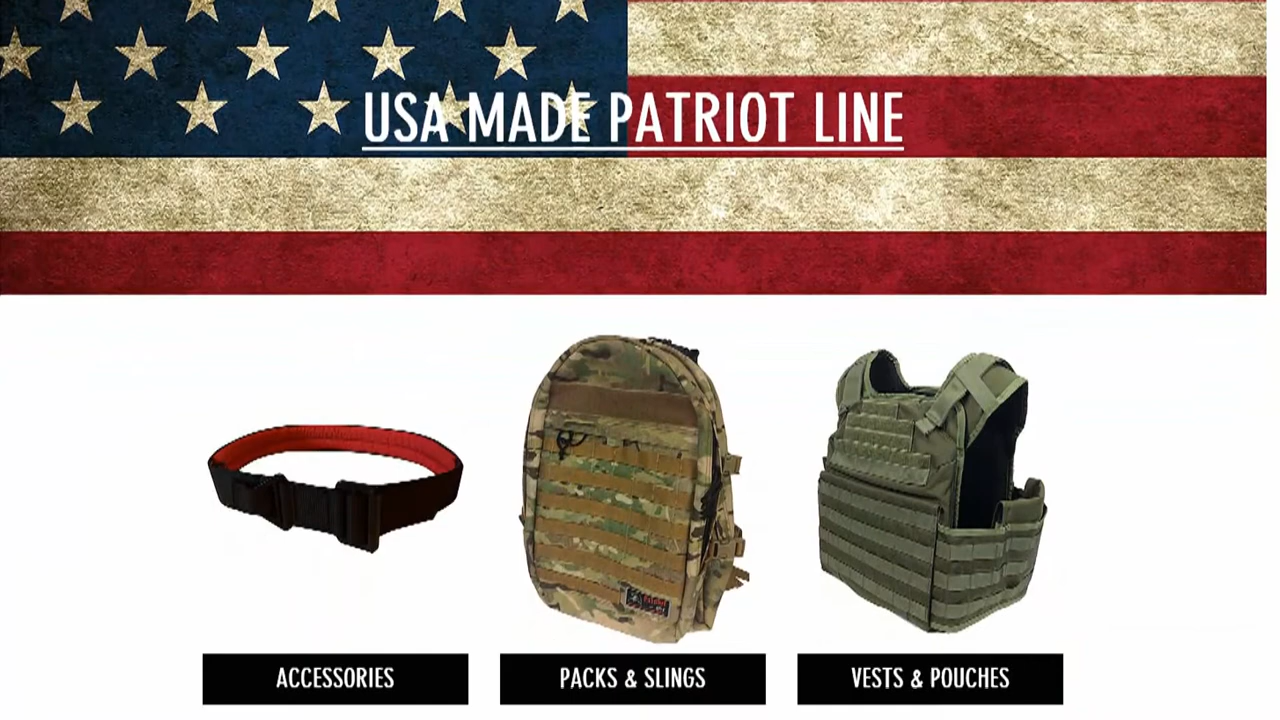 USA MADE PATRIOT LINE
ACCESSORIES
PACKS & SLINGS
VESTS & POUCHES